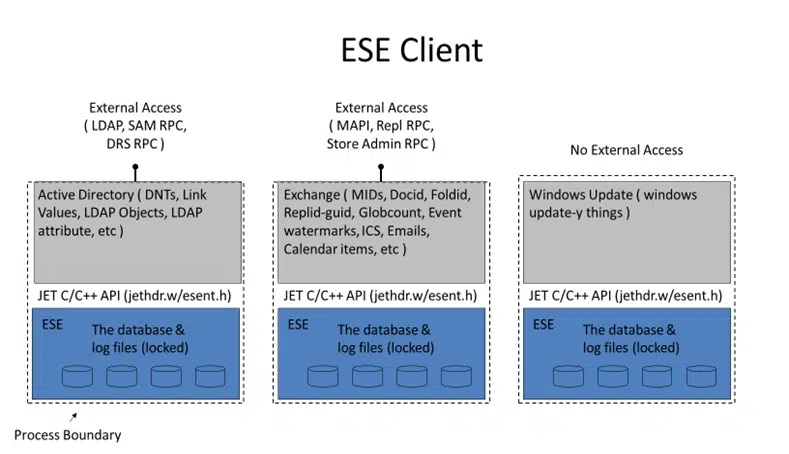 ESE Client
External Access
( LDAP, SAM RPC,
DRS RPC )
External Access
( MAPI, Repl RPC,
Store Admin RPC )
No External Access
Active Directory ( DNTs, Link
Values, LDAP Objects, LDAP
attribute, etc )
Exchange ( MIDs, Docid, Foldid,
Replid-guid, Globcount, Event
watermarks, ICS, Emails,
Calendar items, etc )
Windows Update ( windows
update-y things )
JET C/C++ API (jethdr.w/esent.h)
JET C/C++ API (jethdr.w/esent.h)
JET C/C++ API (jethdr.w/esent.h)
ESE
The database &
log files (locked)
ESE
The database &
log files (locked)
ESE
The database &
log files (locked)
Process Boundary